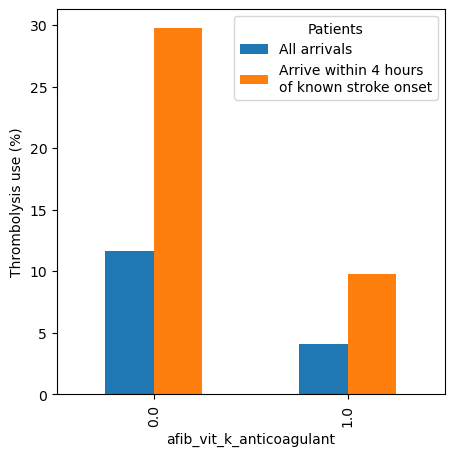 Patients
All arrivals
Arrive within 4 hours
of known stroke onset
Thrombolysis use (%)
30
25
20
15
10
5
0
0.0
1.0
afib_vit_k_anticoagulant